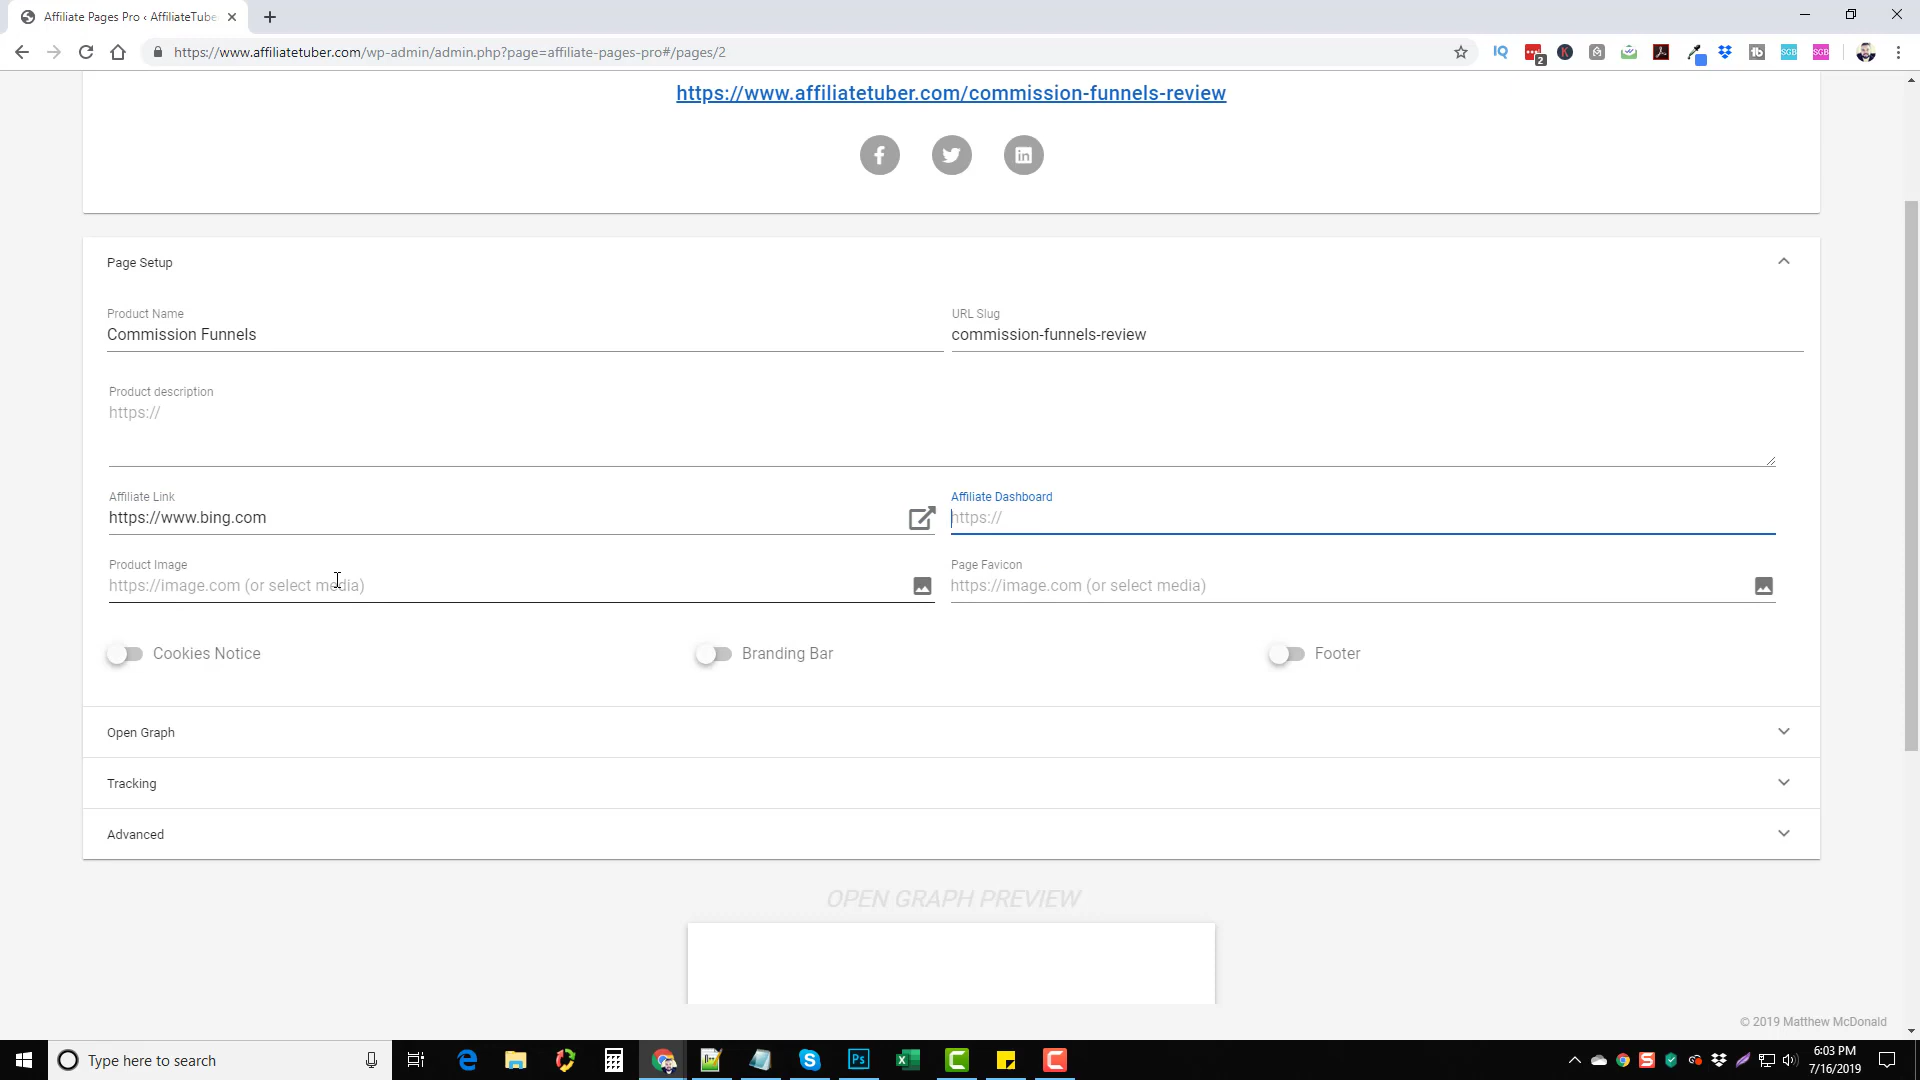 Affiliate Pages Pro ‹ AffiliateTube
https://www.affiliatetuber.com/wp-admin/admin.php?page=affiliate-pages-pro#/pages/2
https://www.affiliatetuber.com/commission-funnels-review
Page Setup
Product Name
URL Slug
Commission Funnels
commission-funnels-review
Product description
https://
Affiliate Link
Affiliate Dashboard
https://www.bing.com
https://
Product Image
Page Favicon
https://image.com (or select media)
https://image.com (or select media)
Cookies Notice
Branding Bar
Footer
Open Graph
Tracking
Advanced
OPEN GRAPH PREVIEW
© 2019 Matthew McDonald
Type here to search
6:03 PM
7/16/2019